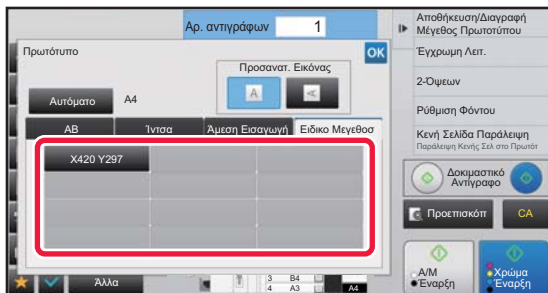 Αρ. αντιγράφων 1
Πρωτότυπο
OK
Προσανατ. Εικόνας
A
A
Αυτόματο A4
AB
Ίντσα
Άμεση Εισαγωγή
Ειδικο Μεγεθοσ
X420 Y297
Άλλα
3 B4
4 A3
A4
Αποθήκευση/Διαγραφή
Μέγεθος Πρωτοτύπου
Έγχρωμη Λειτ.
2-Όψεων
Ρύθμιση Φόντου
Κενή Σελίδα Παράλειψη
Παράλειψη Κενής Σελ στο Πρωτότ
Δοκιμαστικό
Αντίγραφο
Προεπισκόπ
CA
Α/Μ
Έναρξη
Χρώμα
Έναρξη